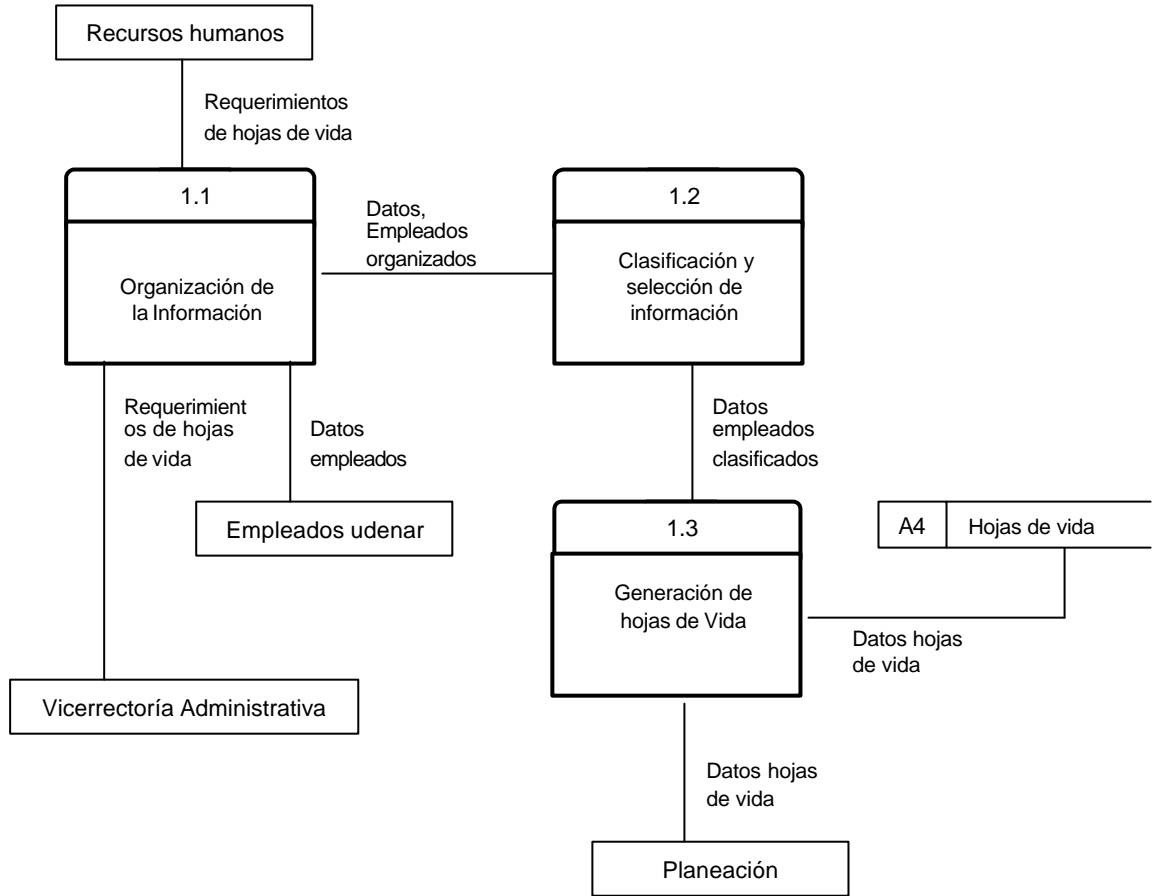 Recursos humanos
Requerimientos
de hojas de vida
1.1
Organización de
la Información
Datos,
Empleados
organizados
1.2
Clasificación y
selección de
información
Requerimient
os de hojas
de vida
Datos
empleados
Datos
empleados
clasificados
Empleados udenar
1.3
Generación de
hojas de Vida
A4 Hojas de vida
Datos hojas
de vida
Vicerrectoría Administrativa
Datos hojas
de vida
Planeación